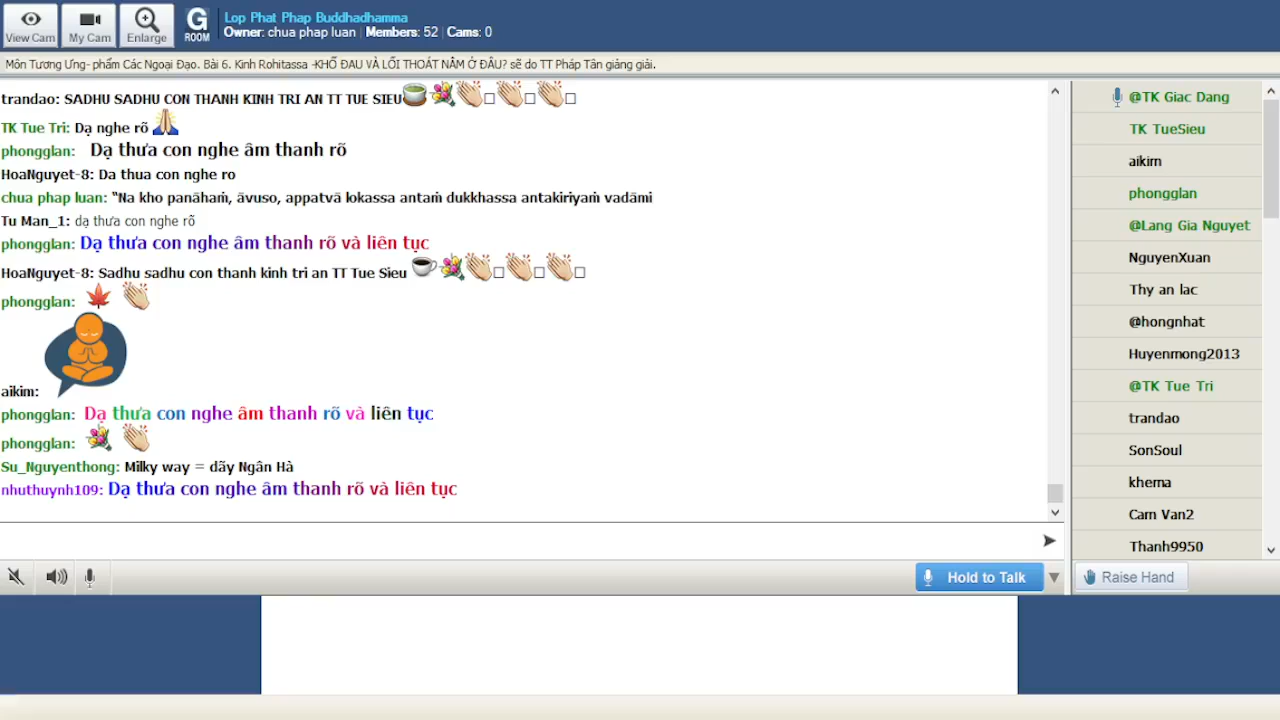 View Cam
My Cam
Enlarge
G ROOM
Lop Phat Phap Buddhadhamma
Owner: chua phap luan | Members: 52 | Cams: 0
Môn Tương Ưng- phẩm Các Ngoại Đạo. Bài 6. Kinh Rohitassa -KHỔ ĐAU VÀ LỐI THOÁT NẰM Ở ĐÂU? sẽ do TT Pháp Tân giảng giải.
trandao: SADHU SADHU CON THANH KINH TRI AN TT TUE SIEU
TK Tue Tri: Dạ nghe rõ
phongglan: Dạ thưa con nghe âm thanh rõ
HoaNguyet-8: Da thua con nghe ro
chua phap luan: “Na kho panāhaṁ, āvuso, appatvā lokassa antaṁ dukkhassa antakiriyaṁ vadāmi
Tu Man_1: dạ thưa con nghe rõ
phongglan: Dạ thưa con nghe âm thanh rõ và liên tục
HoaNguyet-8: Sadhu sadhu con thanh kinh tri an TT Tue Sieu
phongglan:
aikim:
phongglan: Dạ thưa con nghe âm thanh rõ và liên tục
phongglan:
Su_Nguyenthong: Milky way = dãy Ngân Hà
nhuthuynh109: Dạ thưa con nghe âm thanh rõ và liên tục
Hold to Talk
@TK Giac Dang
TK TueSieu
aikim
phongglan
@Lang Gia Nguyet
NguyenXuan
Thy an lac
@hongnhat
Huyenmong2013
@TK Tue Tri
trandao
SonSoul
khema
Cam Van2
Thanh9950
Raise Hand